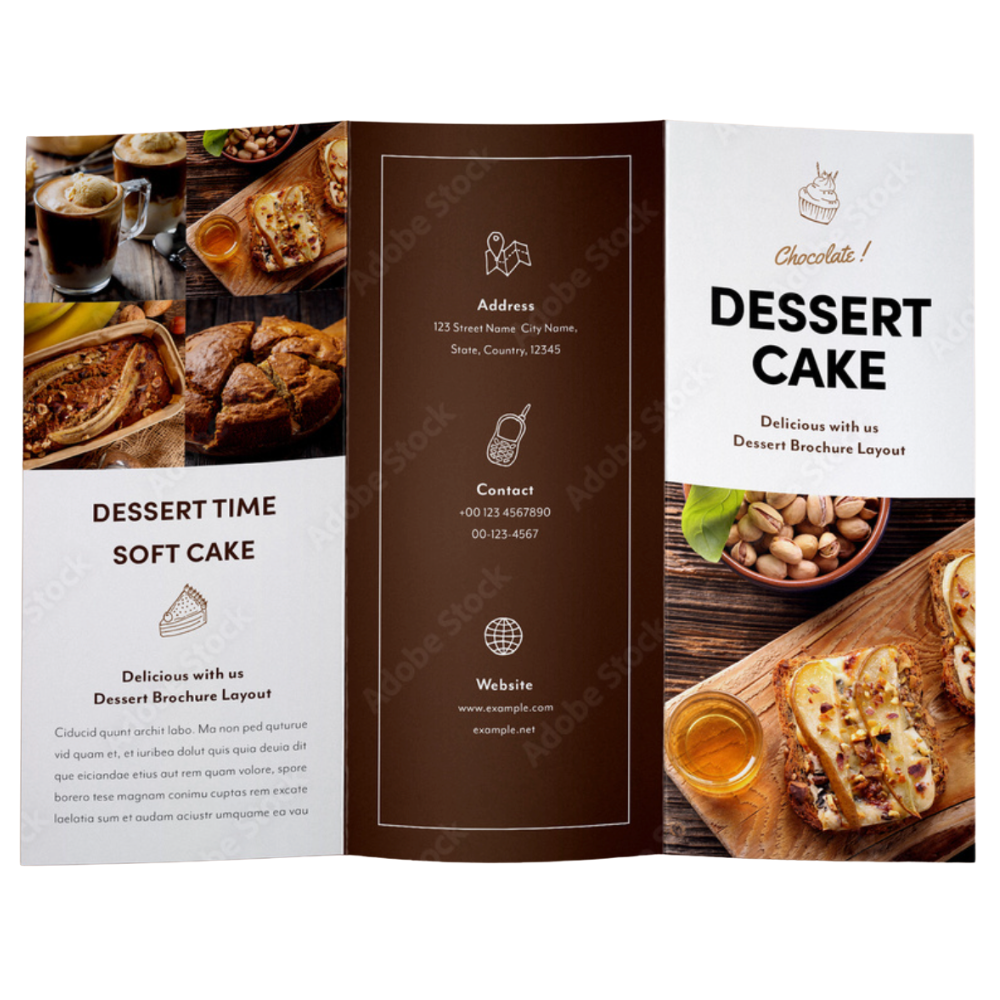 DESSERT TIME
SOFT CAKE
Delicious with us
Dessert Brochure Layout
Ciducid quunt archit labo. Ma non ped quturue
vid quam et, et iuribea dolut quis quia deuia dit
que eiciandae etius aut rem quam volore, spore
borero tese magnam conimu cuptas rem excate
laelatia sum et audam aciustr umquame ea vau
Address
123 Street Name City Name,
State, Country, 12345
Contact
+00 123 4567890
00-123-4567
Website
www.example.com
example.net
Chocolate !
DESSERT
CAKE
Delicious with us
Dessert Brochure Layout
Adobe Stock